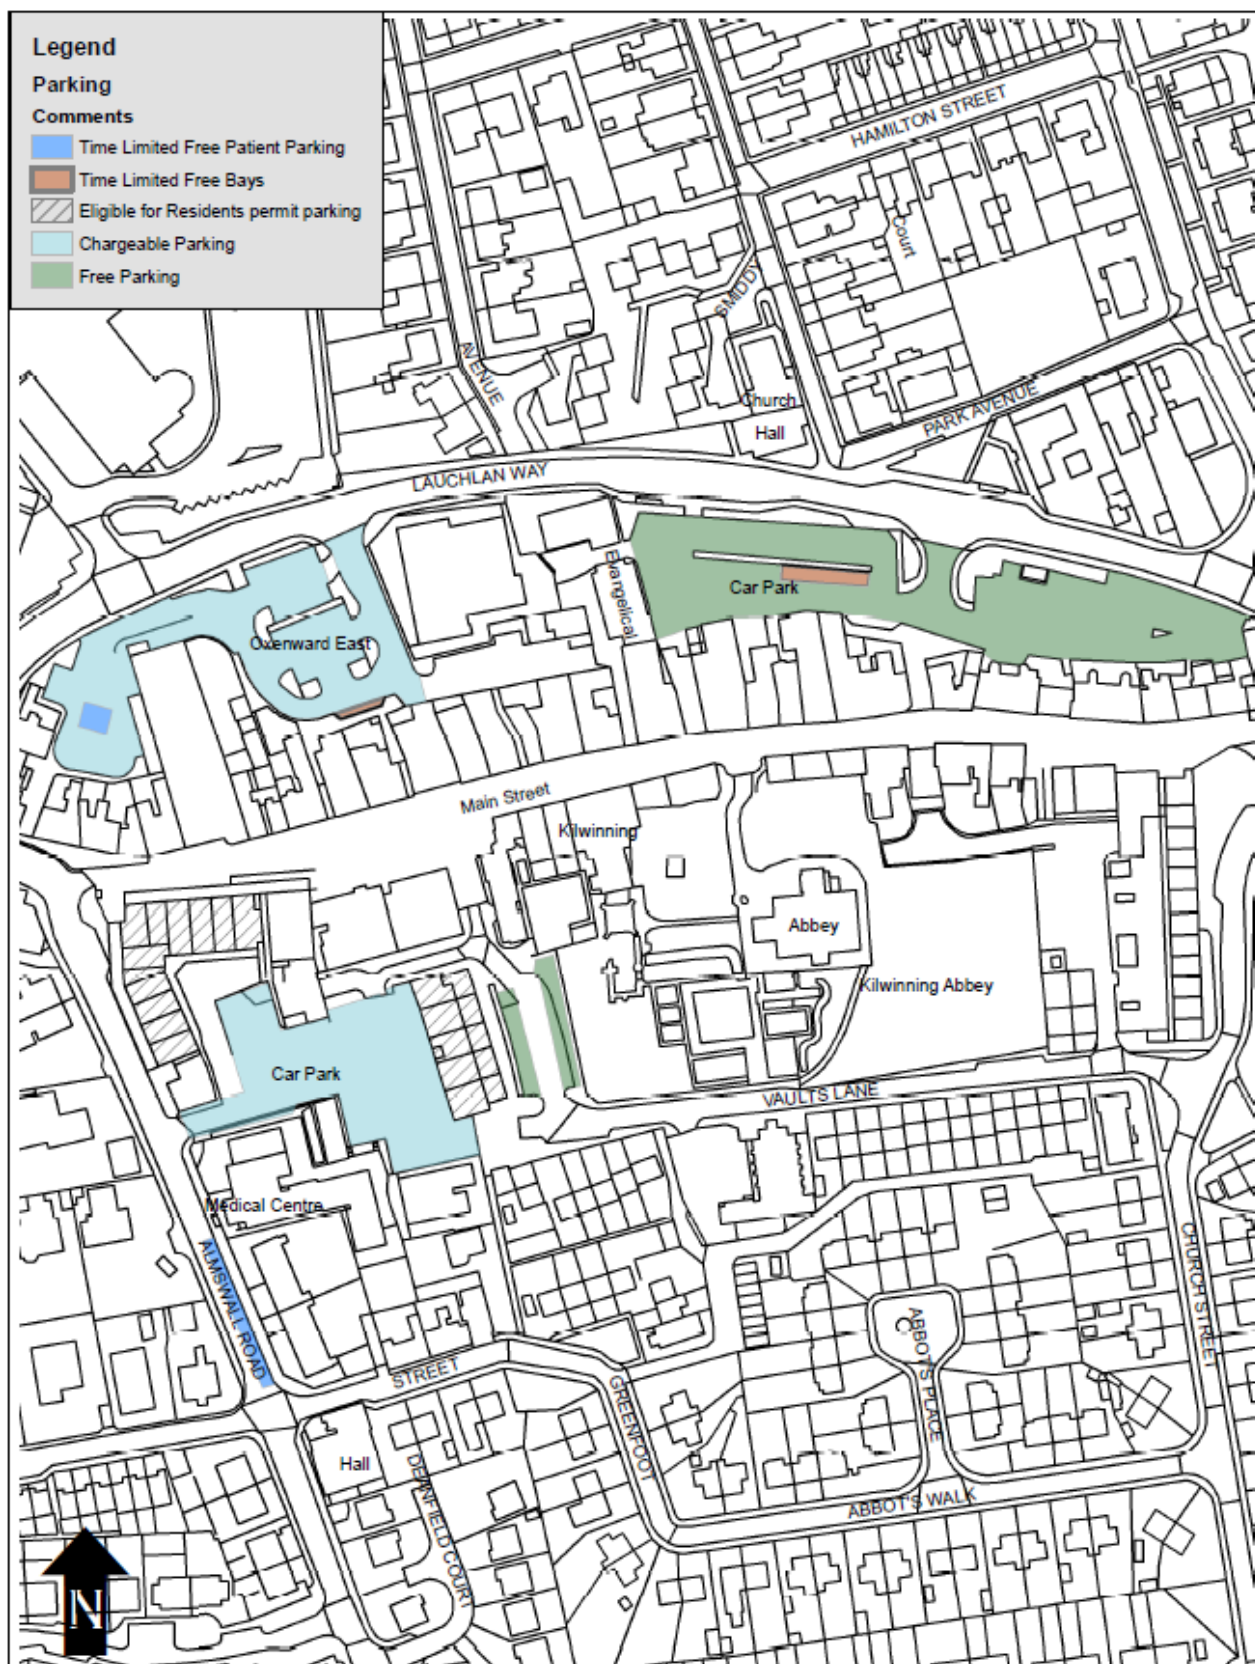 Legend
Parking
Comments
Time Limited Free Patient Parking
Time Limited Free Bays
Eligible for Residents permit parking
Chargeable Parking
Free Parking
HAMILTON STREET
Court
SMIDDY
AVENUE
Church
Hall
PARK AVENUE
LAUCHLAN WAY
Evangelical
Car Park
Oxenward East
Main Street
Kilwinning
Abbey
Kilwinning Abbey
Car Park
VAULTS LANE
Medical Centre
ALMSWALL ROAD
CHURCH STREET
ABBOT'S PLACE
STREET
GREENFOOT
Hall
DEANFIELD COURT
ABBOT'S WALK
N